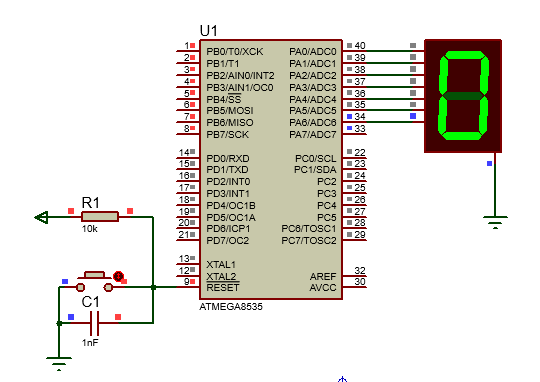 U1
1 PB0/T0/XCK PA0/ADC0 40
2 PB1/T1 PA1/ADC1 39
3 PB2/AIN0/INT2 PA2/ADC2 38
4 PB3/AIN1/OC0 PA3/ADC3 37
5 PB4/SS PA4/ADC4 36
6 PB5/MOSI PA5/ADC5 35
7 PB6/MISO PA6/ADC6 34
8 PB7/SCK PA7/ADC7 33
14 PD0/RXD PC0/SCL 22
15 PD1/TXD PC1/SDA 23
16 PD2/INT0 PC2 24
17 PD3/INT1 PC3 25
18 PD4/OC1B PC4 26
19 PD5/OC1A PC5 27
20 PD6/ICP1 PC6/TOSC1 28
21 PD7/OC2 PC7/TOSC2 29
13 XTAL1
12 XTAL2 AREF 32
9 RESET AVCC 30
ATMEGA8535
R1
10k
C1
1nF
0